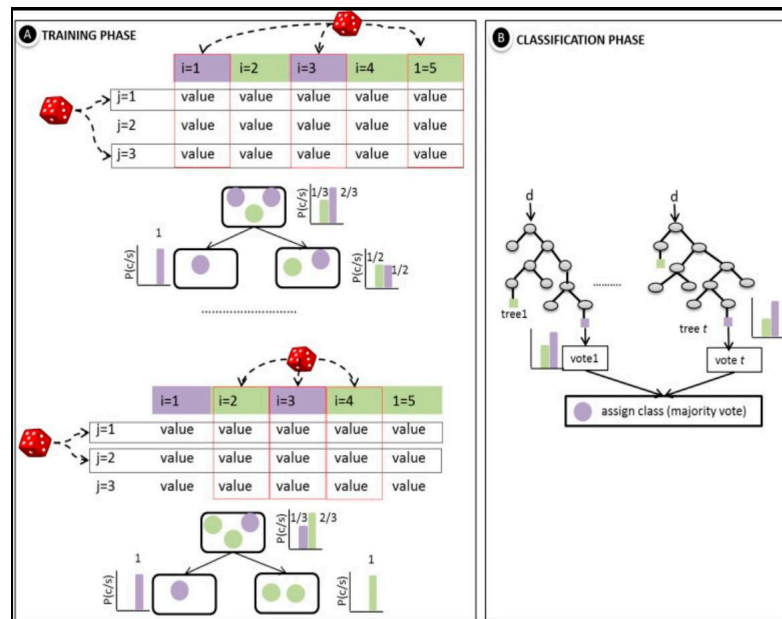 A TRAINING PHASE
i=1 i=2 i=3 i=4 1=5
j=1 value value value value value
j=2 value value value value value
j=3 value value value value value
P(c/s) 1/3 2/3
P(c/s) 1
P(c/s) 1/2 1/2
i=1 i=2 i=3 i=4 1=5
j=1 value value value value value
j=2 value value value value value
j=3 value value value value value
P(c/s) 1/3 2/3
P(c/s) 1
P(c/s) 1
B CLASSIFICATION PHASE
d d
tree1
tree t
vote1 vote t
assign class (majority vote)